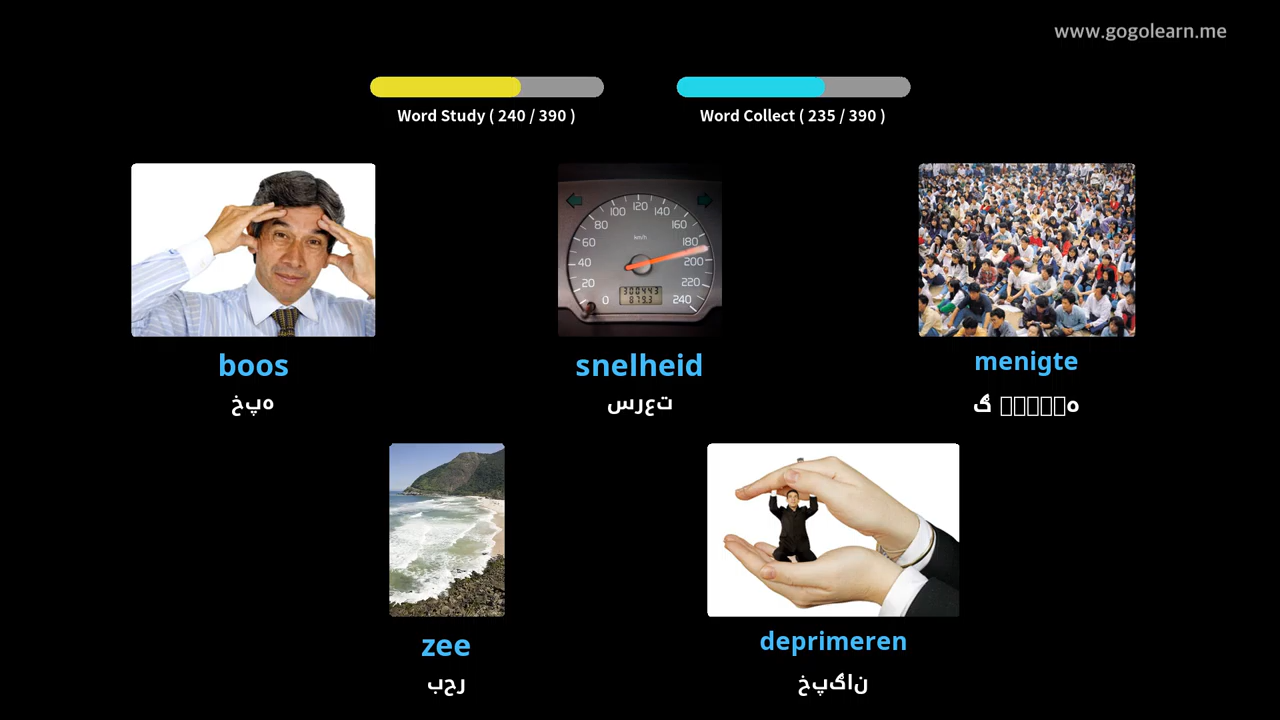 www.gogolearn.me
Word Study ( 240 / 390 )
Word Collect ( 235 / 390 )
boos
هپخ
snelheid
تعرس
menigte
zee
رحب
deprimeren
ناگپخ